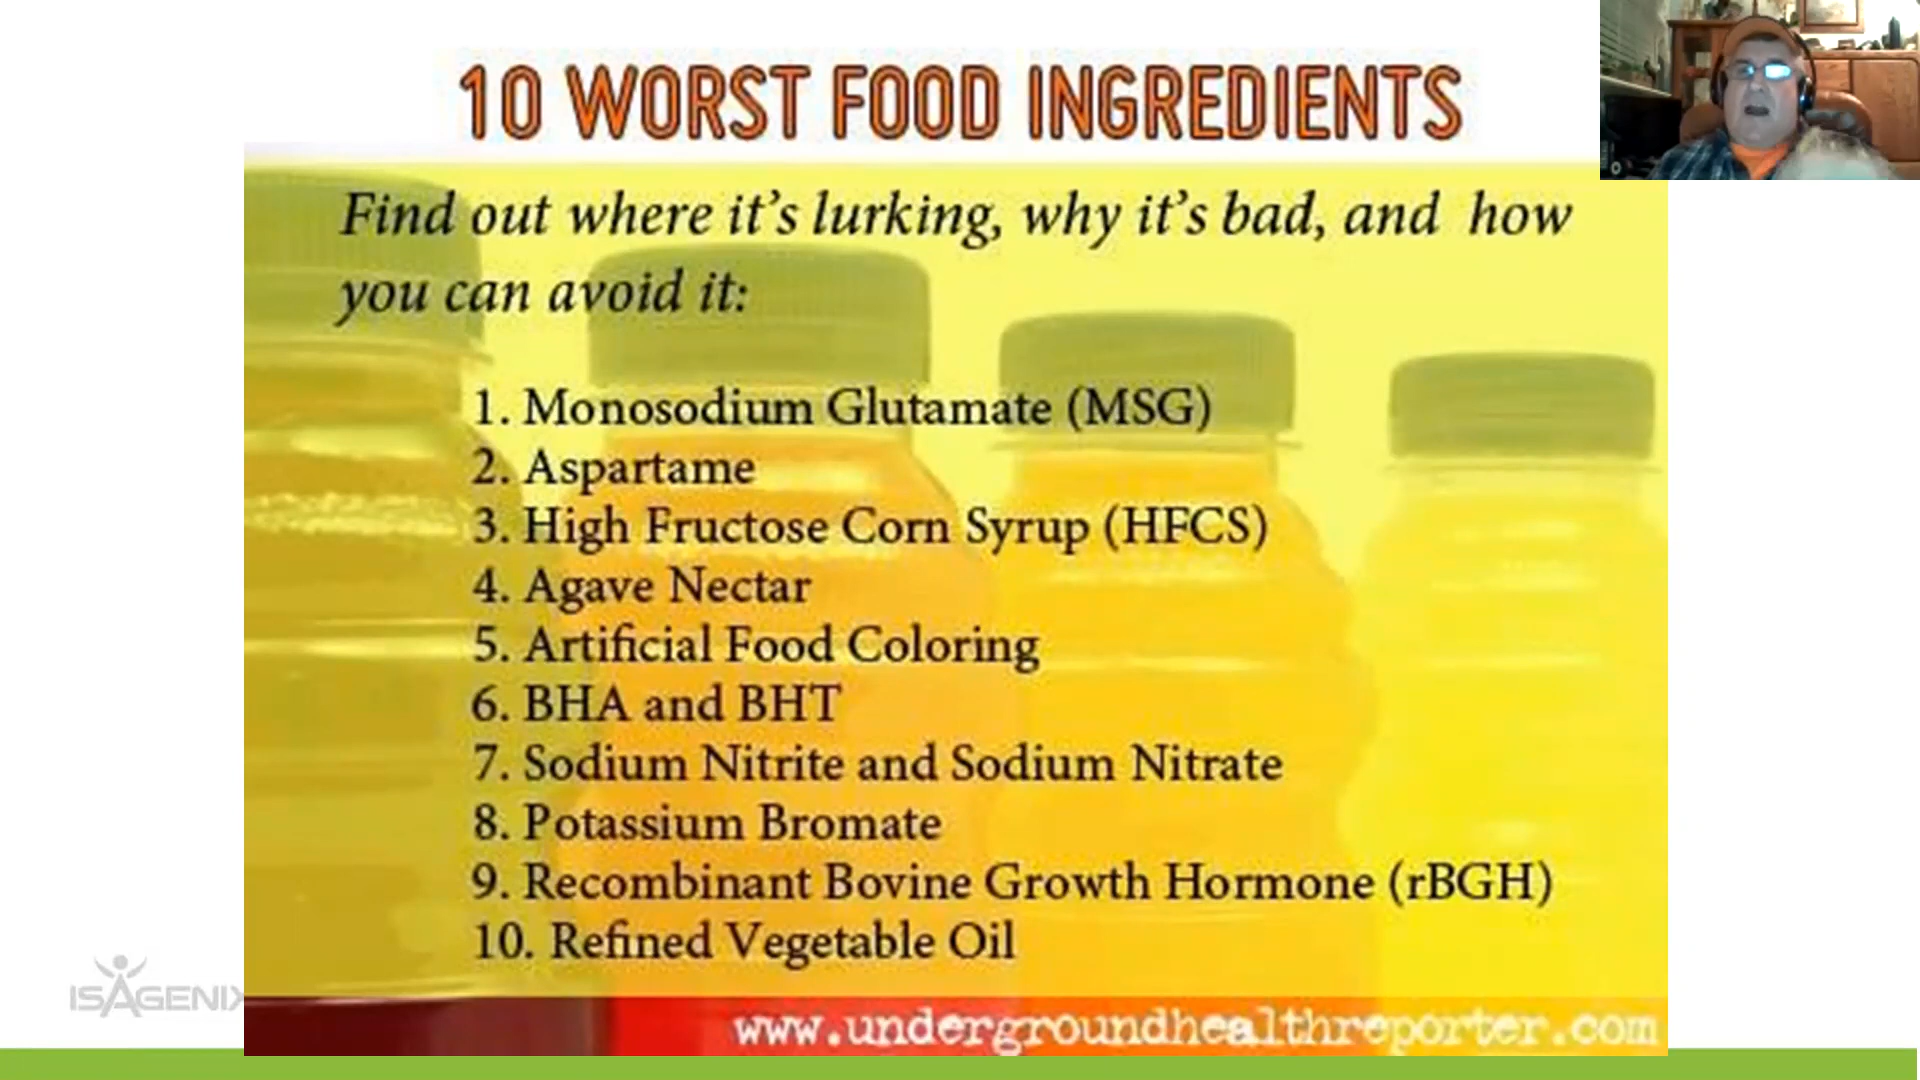 10 WORST FOOD INGREDIENTS
Find out where it's lurking, why it's bad, and how
you can avoid it:
1. Monosodium Glutamate (MSG)
2. Aspartame
3. High Fructose Corn Syrup (HFCS)
4. Agave Nectar
5. Artificial Food Coloring
6. BHA and BHT
7. Sodium Nitrite and Sodium Nitrate
8. Potassium Bromate
9. Recombinant Bovine Growth Hormone (rBGH)
10. Refined Vegetable Oil
ISAGENIX
www.undergroundhealthreporter.com